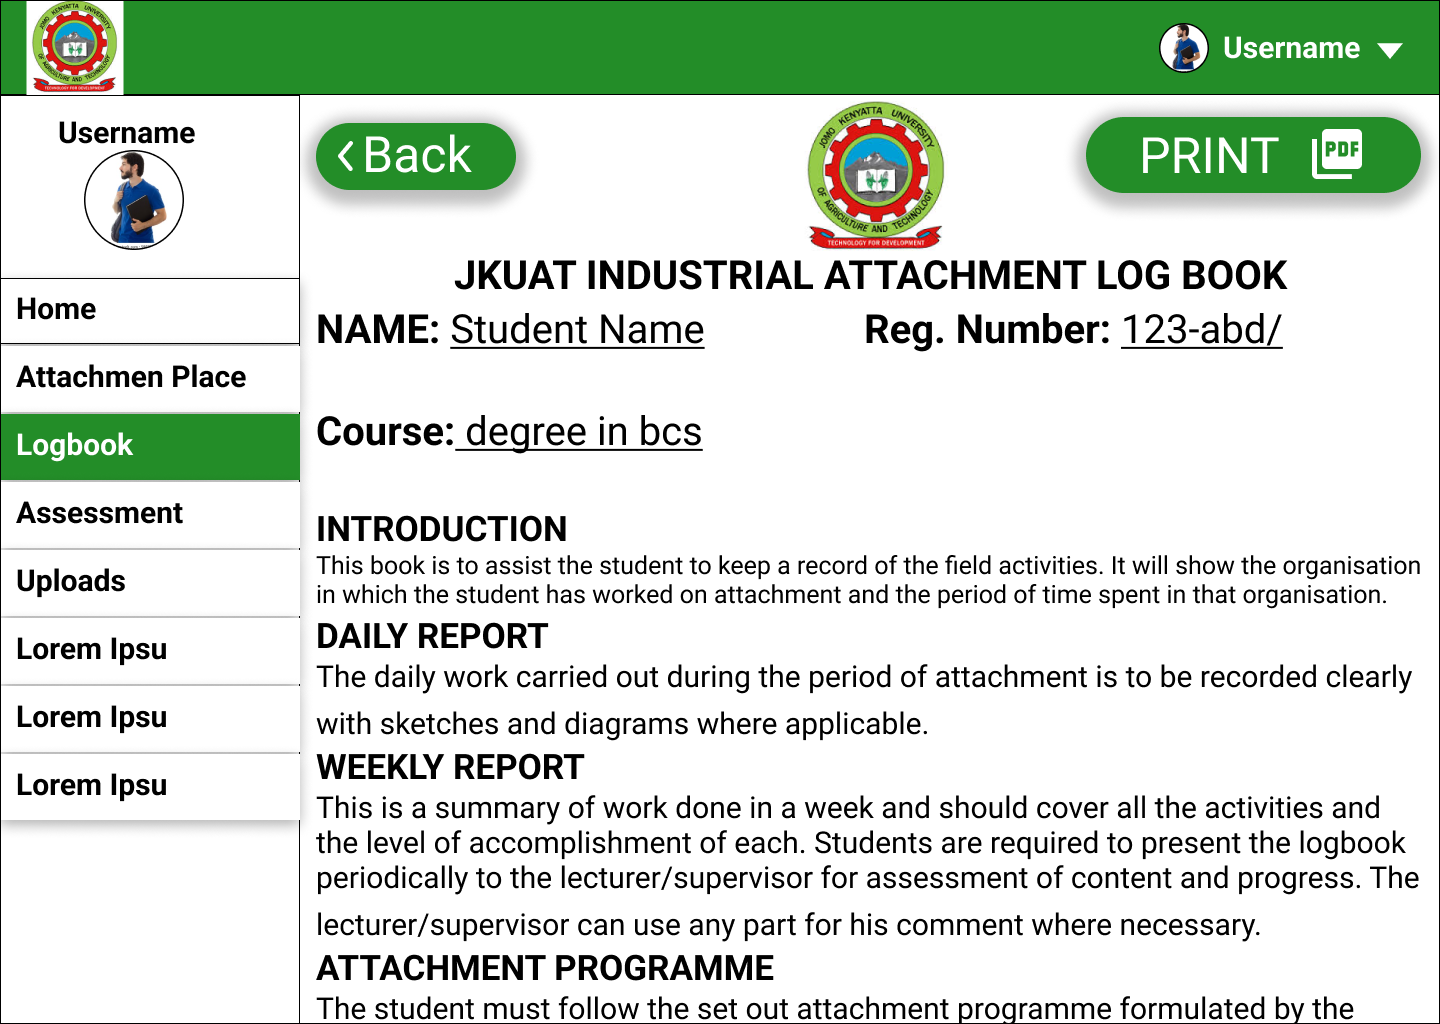 JOMO KENYATTA UNIVERSITY
OF AGRICULTURE AND TECHNOLOGY
TECHNOLOGY FOR DEVELOPMENT
Username
Username
Home
Attachmen Place
Logbook
Assessment
Uploads
Lorem Ipsu
Lorem Ipsu
Lorem Ipsu
Back
JOMO KENYATTA UNIVERSITY
OF AGRICULTURE AND TECHNOLOGY
TECHNOLOGY FOR DEVELOPMENT
PRINT PDF
JKUAT INDUSTRIAL ATTACHMENT LOG BOOK
NAME: Student Name Reg. Number: 123-abd/
Course: degree in bcs
INTRODUCTION
This book is to assist the student to keep a record of the field activities. It will show the organisation
in which the student has worked on attachment and the period of time spent in that organisation.
DAILY REPORT
The daily work carried out during the period of attachment is to be recorded clearly
with sketches and diagrams where applicable.
WEEKLY REPORT
This is a summary of work done in a week and should cover all the activities and
the level of accomplishment of each. Students are required to present the logbook
periodically to the lecturer/supervisor for assessment of content and progress. The
lecturer/supervisor can use any part for his comment where necessary.
ATTACHMENT PROGRAMME
The student must follow the set out attachment programme formulated by the